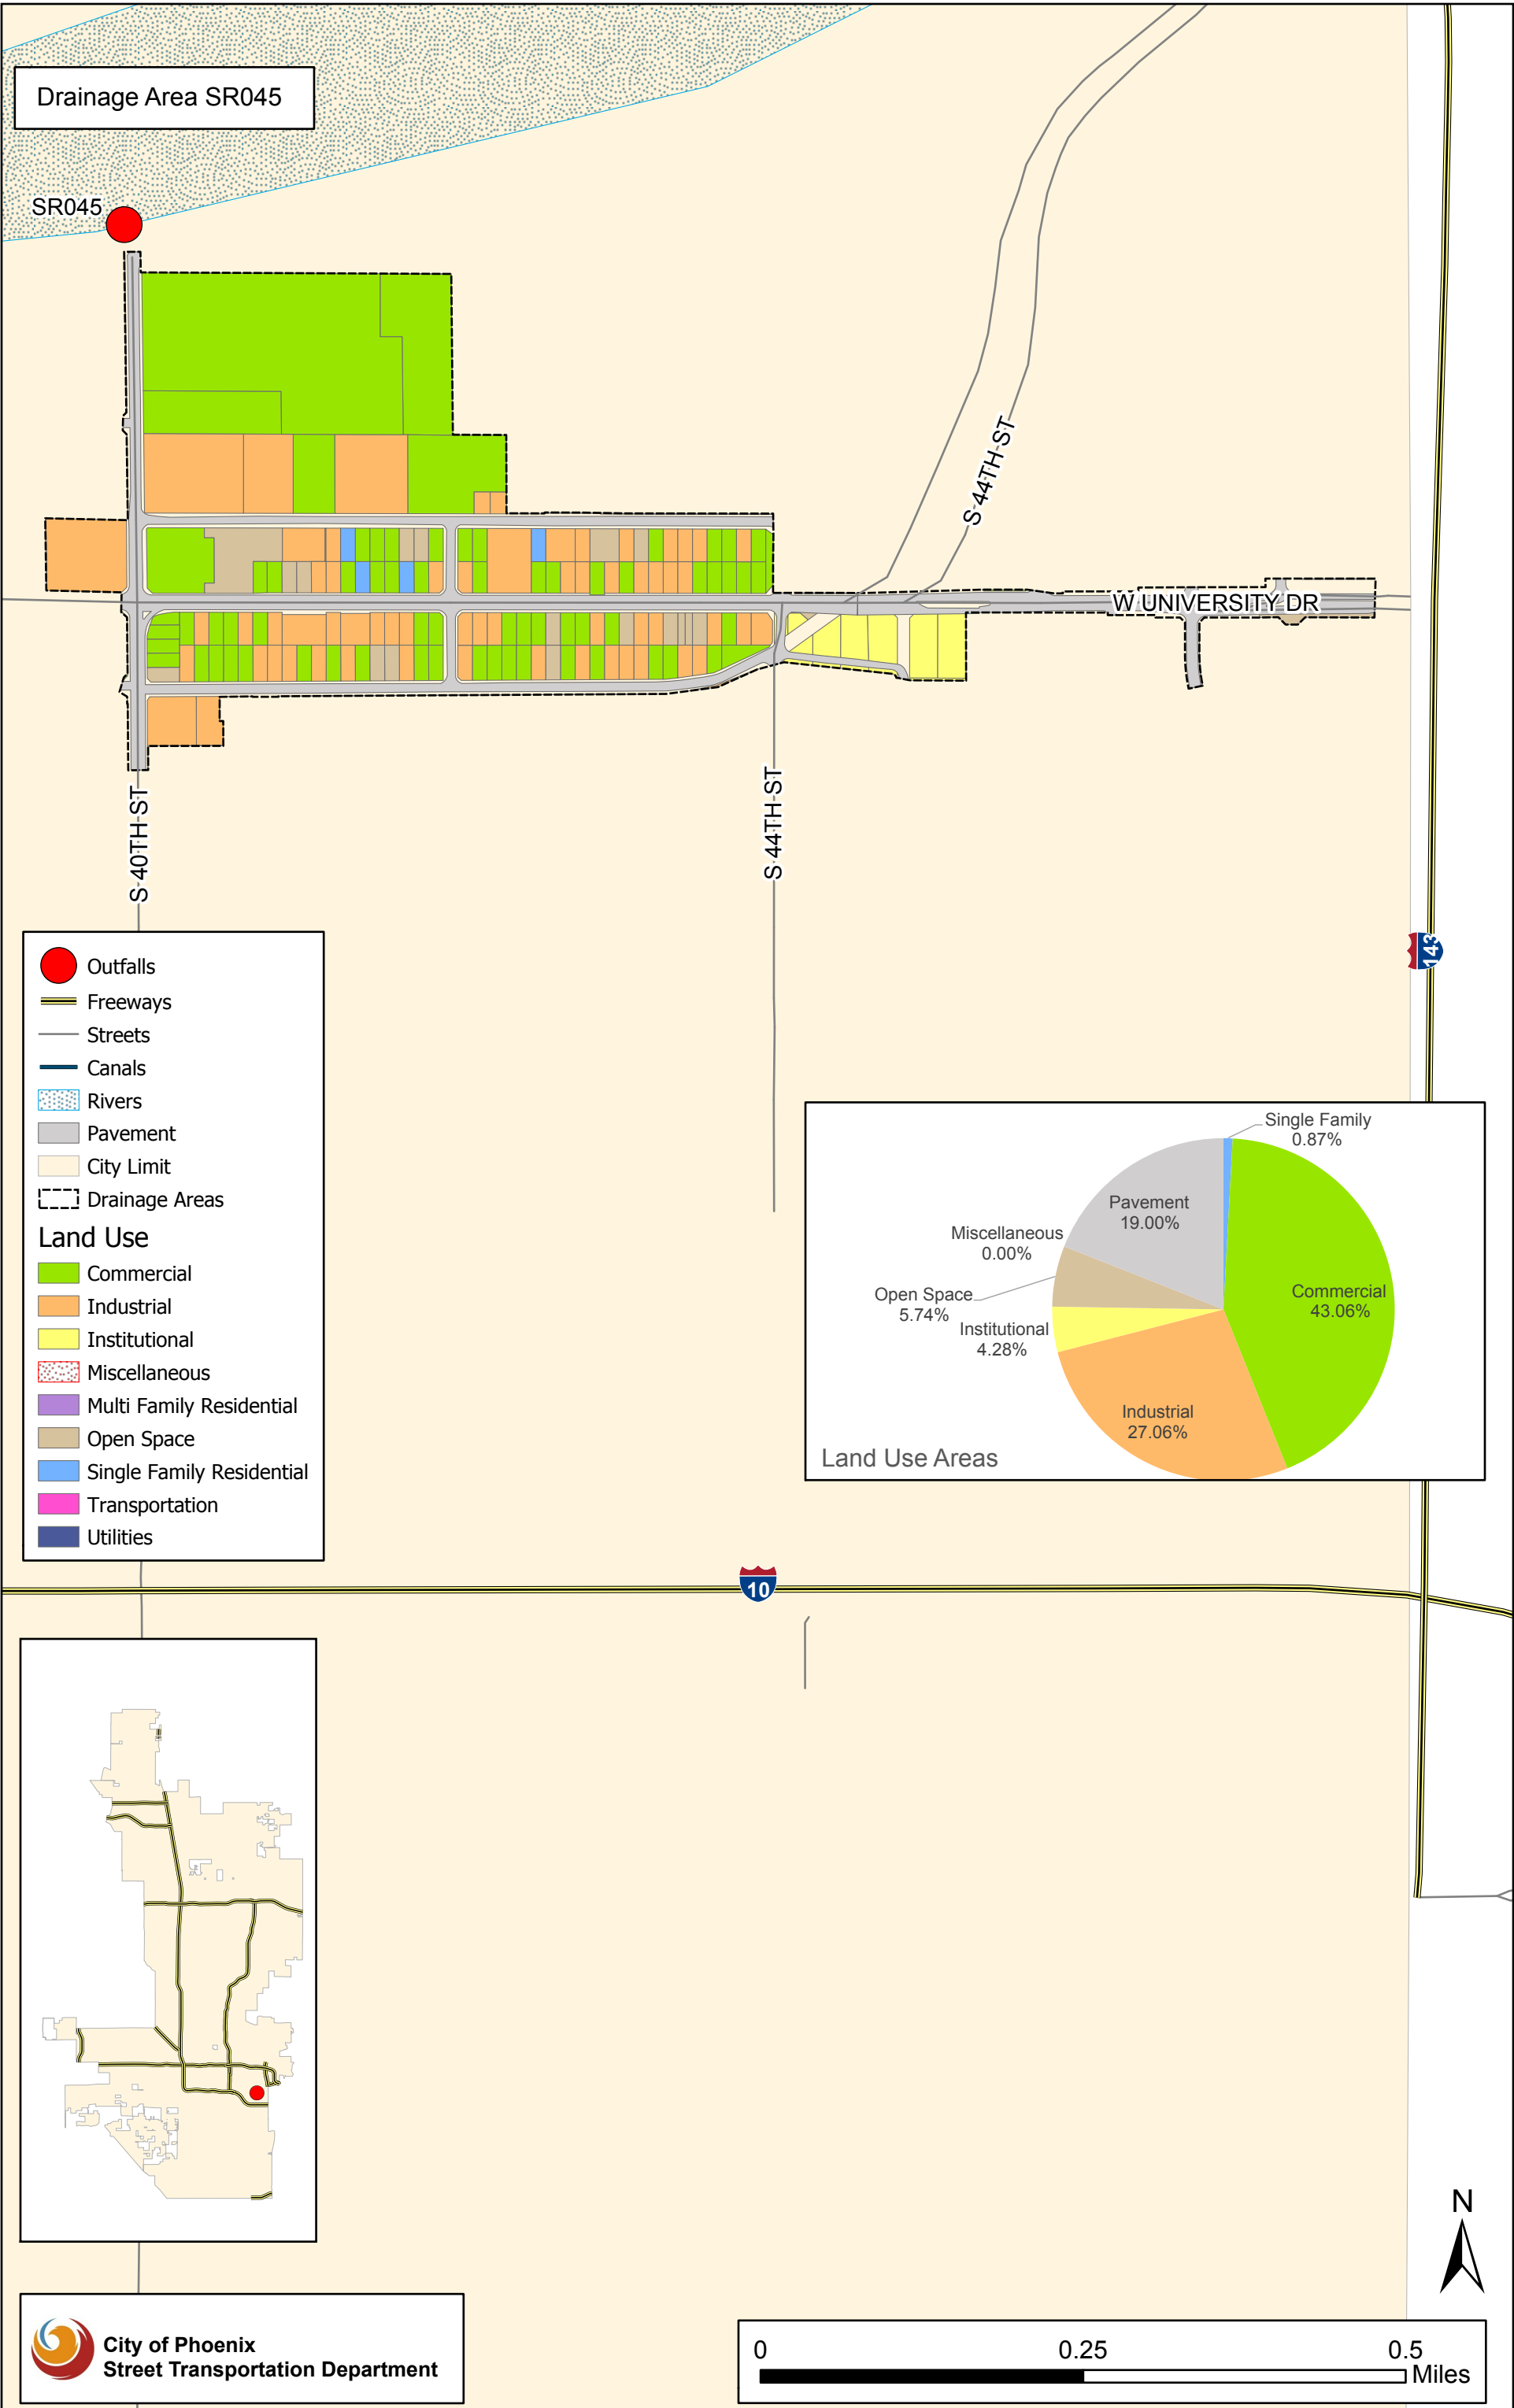 Drainage Area SR045
SR045
S 44TH ST
W UNIVERSITY DR
S 40TH ST
S 44TH ST
143
Outfalls
Freeways
Streets
Canals
Rivers
Pavement
City Limit
Drainage Areas
Land Use
Commercial
Industrial
Institutional
Miscellaneous
Multi Family Residential
Open Space
Single Family Residential
Transportation
Utilities
Single Family
0.87%
Pavement
19.00%
Miscellaneous
0.00%
Open Space
5.74%
Commercial
43.06%
Institutional
4.28%
Industrial
27.06%
Land Use Areas
10
N
City of Phoenix
Street Transportation Department
0 0.25 0.5
Miles